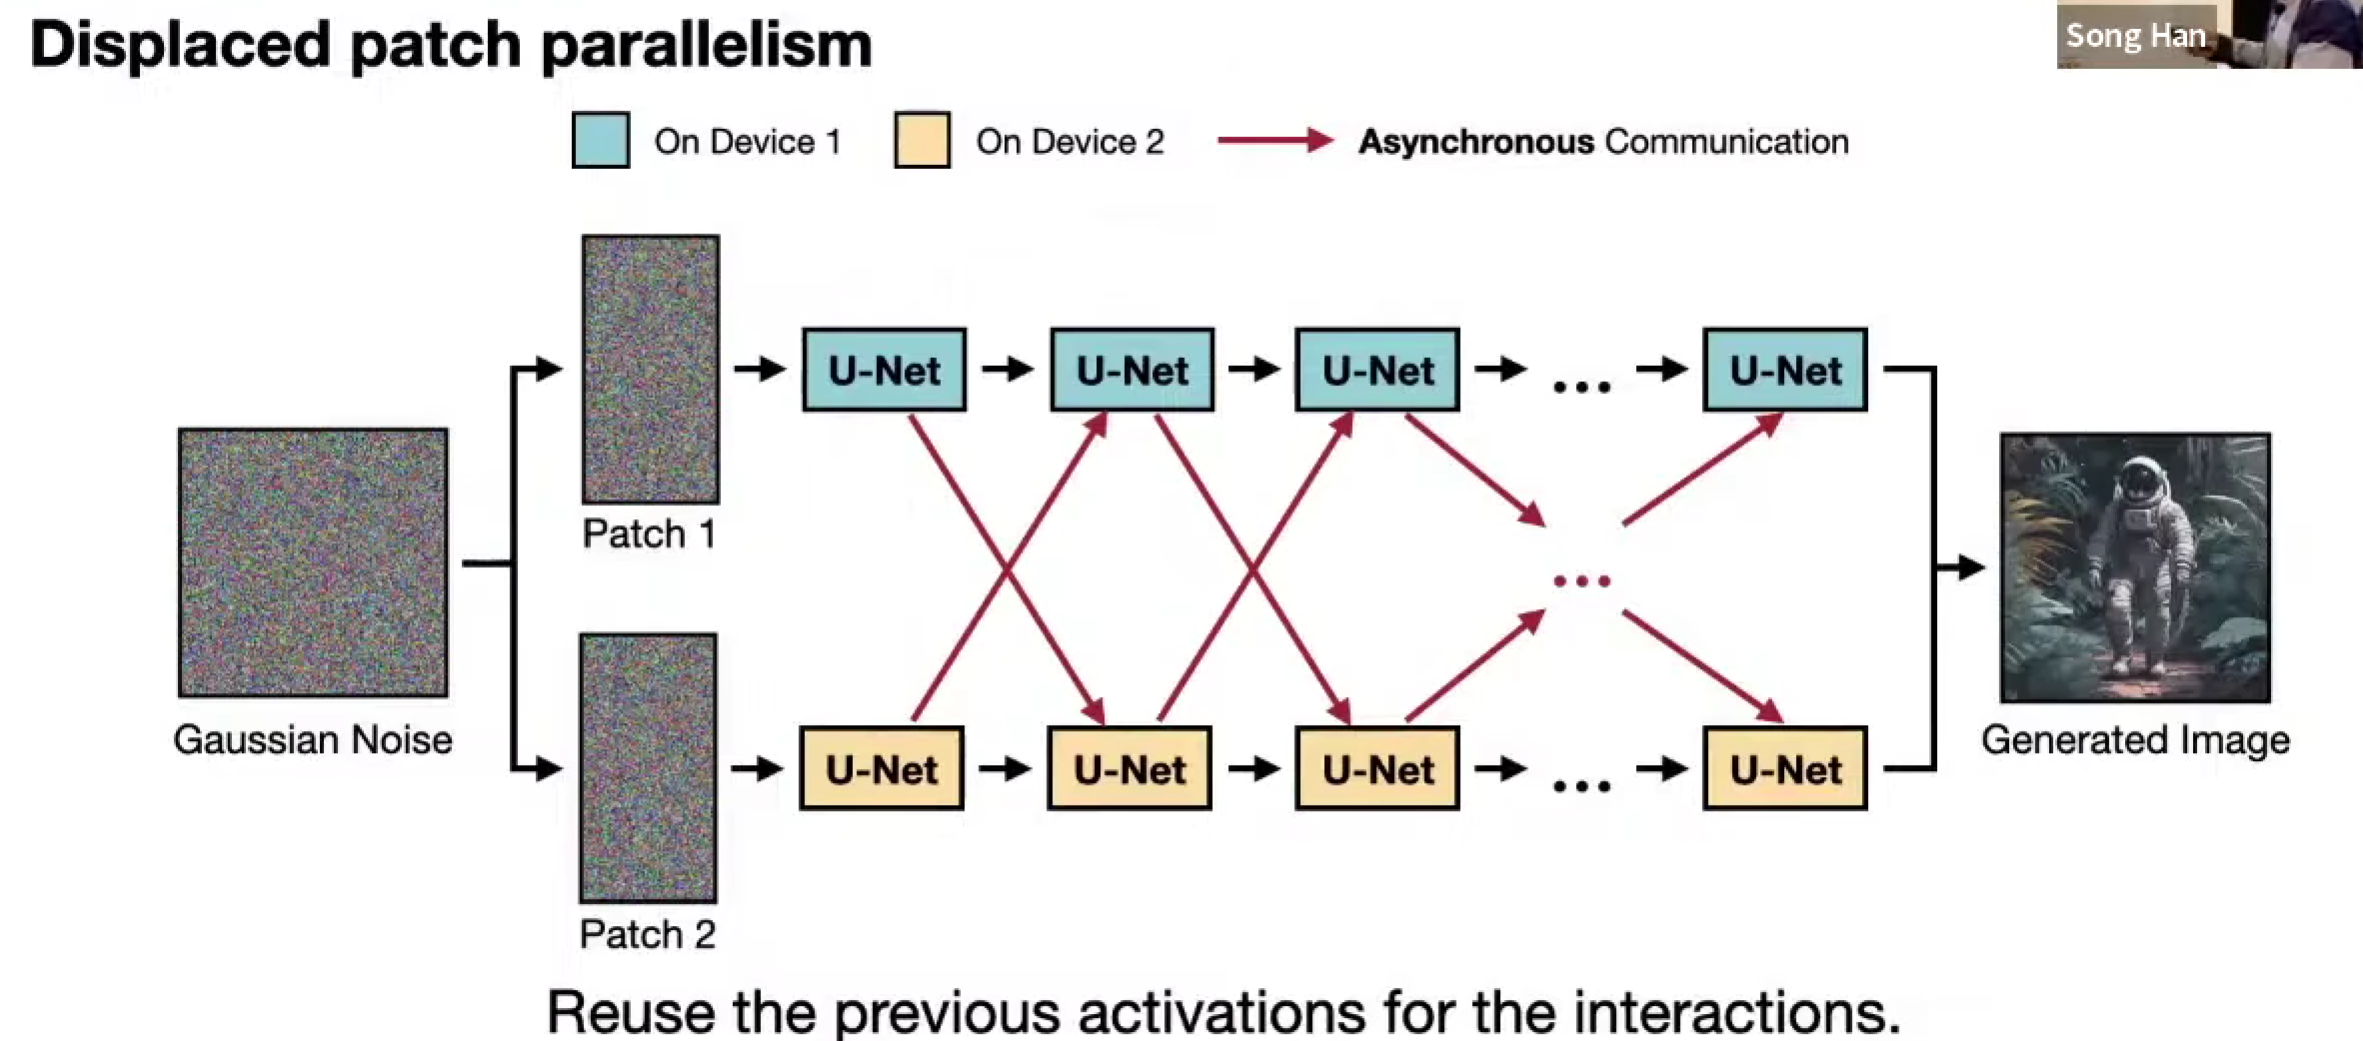 Displaced patch parallelism
Song Han
On Device 1
On Device 2
Asynchronous Communication
Patch 1
U-Net
U-Net
U-Net
...
U-Net
Gaussian Noise
...
Generated Image
U-Net
U-Net
U-Net
...
U-Net
Patch 2
Reuse the previous activations for the interactions.